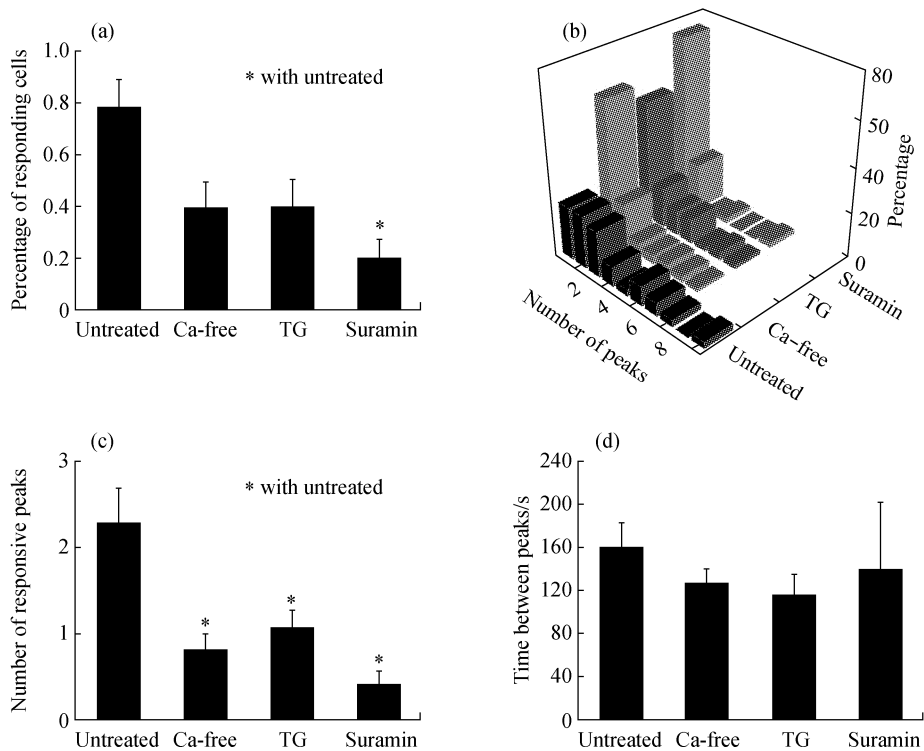 (a)
Percentage of responding cells
1.0
0.8
0.6
0.4
0.2
0
* with untreated
*
Untreated Ca-free TG Suramin
(b)
80
50
40
20
0
Percentage
2
4
6
8
Number of peaks
Untreated
Ca-free
TG
Suramin
(c)
Number of responsive peaks
3
2
1
0
* with untreated
*
*
*
Untreated Ca-free TG Suramin
(d)
Time between peaks/s
240
200
160
120
80
40
0
Untreated Ca-free TG Suramin